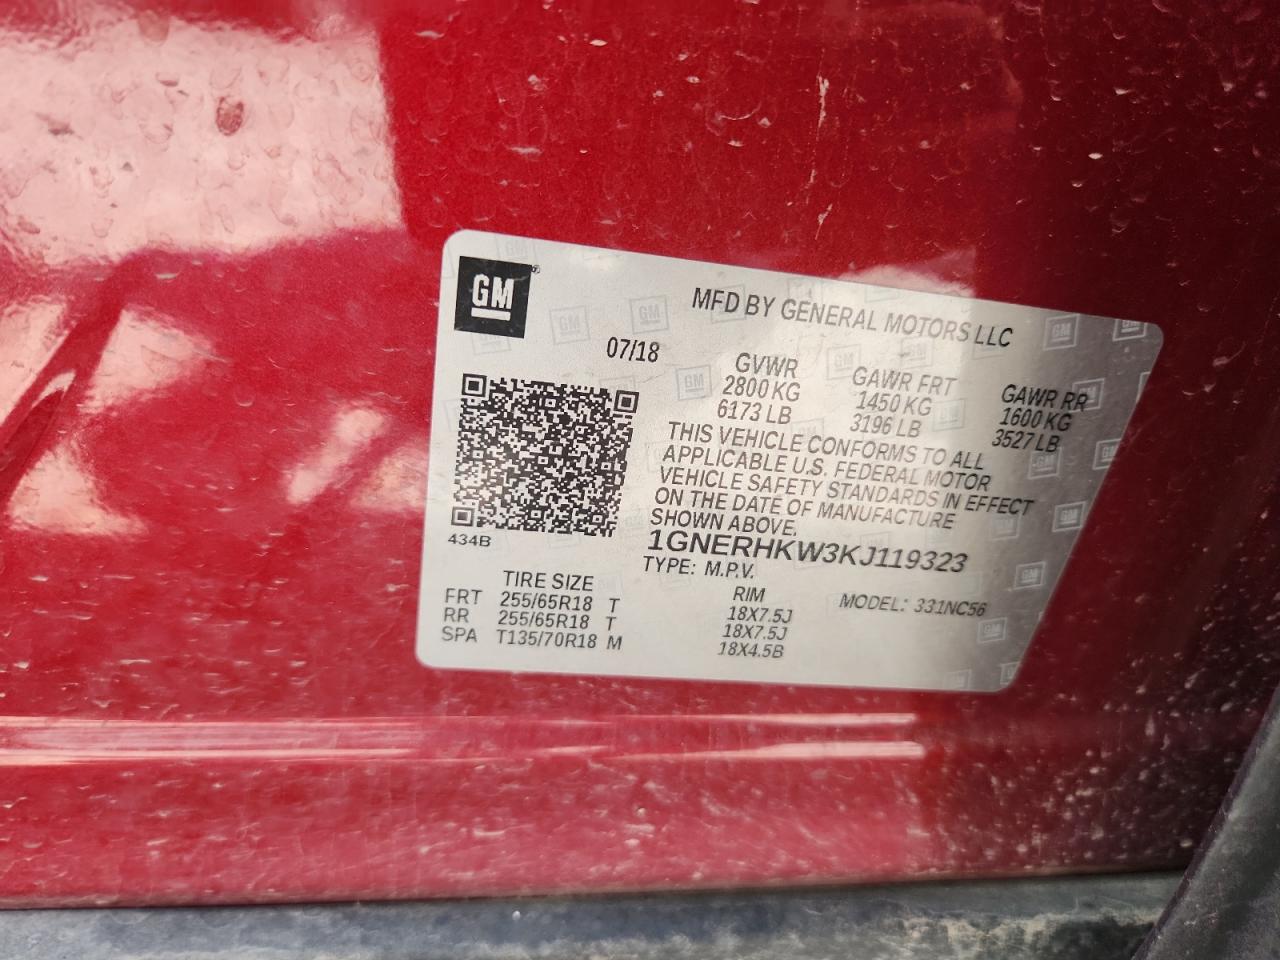 GM
MFD BY GENERAL MOTORS LLC
07/18
GVWR GAWR FRT GAWR RR
2800 KG 1450 KG 1600 KG
6173 LB 3196 LB 3527 LB
THIS VEHICLE CONFORMS TO ALL
APPLICABLE U.S. FEDERAL MOTOR
VEHICLE SAFETY STANDARDS IN EFFECT
ON THE DATE OF MANUFACTURE
SHOWN ABOVE.
434B
1GNERHKW3KJ119323
TYPE: M.P.V.
MODEL: 331NC56
TIRE SIZE RIM
FRT 255/65R18 T 18X7.5J
RR 255/65R18 T 18X7.5J
SPA T135/70R18 M 18X4.5B